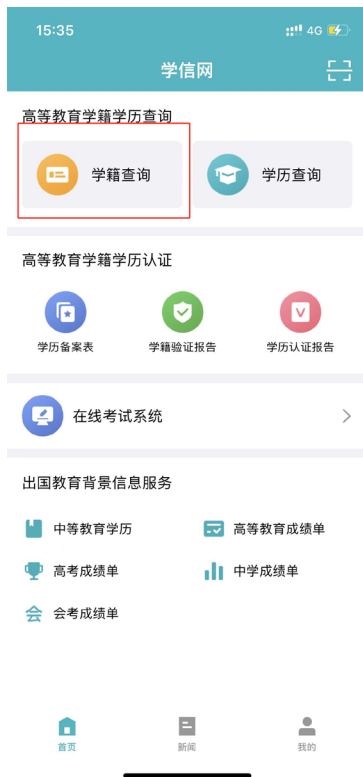 15:35 4G
学信网
高等教育学籍学历查询
学籍查询 学历查询
高等教育学籍学历认证
学历备案表 学籍验证报告 学历认证报告
在线考试系统
出国教育背景信息服务
中等教育学历 高等教育成绩单
高考成绩单 中学成绩单
会 会考成绩单
首页 新闻 我的